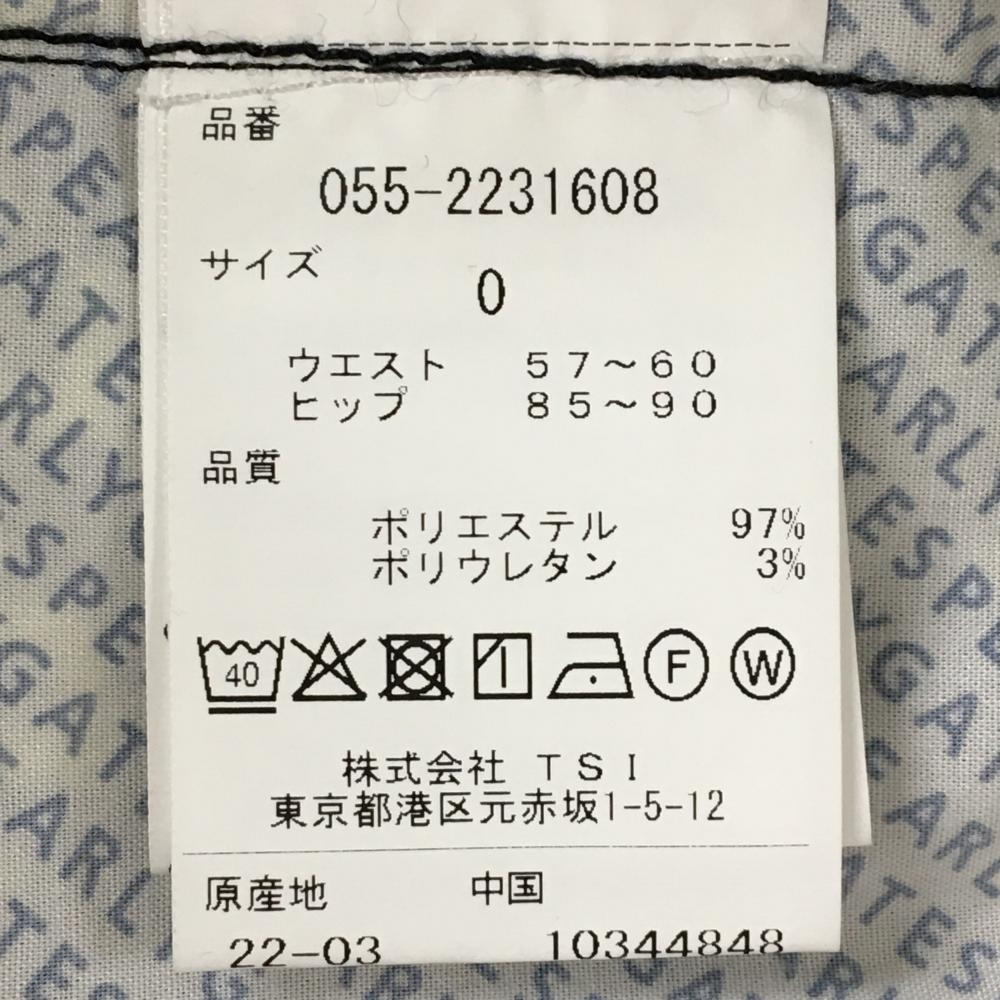 品番
055-2231608
サイズ
0
ウエスト 57～60
ヒップ 85～90
品質
ポリエステル 97%
ポリウレタン 3%
40 F W
株式会社 TSI
東京都港区元赤坂1-5-12
原産地 中国
22-03 10344848
PEARLY GATES